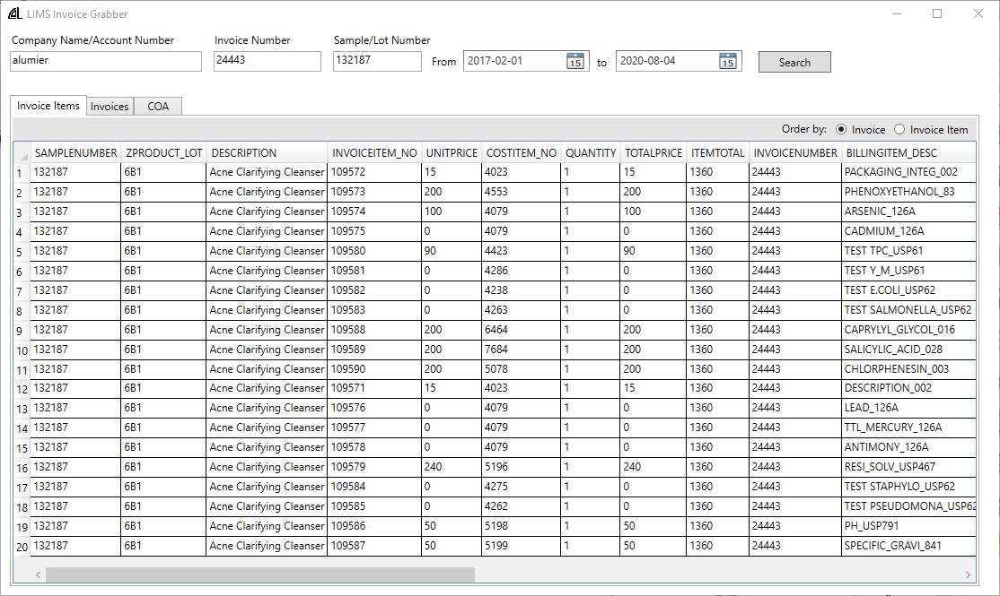 LIMS Invoice Grabber
Company Name/Account Number Invoice Number Sample/Lot Number
alumier 24443 132187 From 2017-02-01 15 to 2020-08-04 15 Search
Invoice Items Invoices COA
Order by: Invoice Invoice Item
SAMPLENUMBER ZPRODUCT_LOT DESCRIPTION INVOICEITEM_NO UNITPRICE COSTITEM_NO QUANTITY TOTALPRICE ITEMTOTAL INVOICENUMBER BILLINGITEM_DESC
1 132187 6B1 Acne Clarifying Cleanser 109572 15 4023 1 15 1360 24443 PACKAGING_INTEG_002
2 132187 6B1 Acne Clarifying Cleanser 109573 200 4553 1 200 1360 24443 PHENOXYETHANOL_83
3 132187 6B1 Acne Clarifying Cleanser 109574 100 4079 1 100 1360 24443 ARSENIC_126A
4 132187 6B1 Acne Clarifying Cleanser 109575 0 4079 1 0 1360 24443 CADMIUM_126A
5 132187 6B1 Acne Clarifying Cleanser 109580 90 4423 1 90 1360 24443 TEST TPC_USP61
6 132187 6B1 Acne Clarifying Cleanser 109581 0 4286 1 0 1360 24443 TEST Y_M_USP61
7 132187 6B1 Acne Clarifying Cleanser 109582 0 4238 1 0 1360 24443 TEST E.COLI_USP62
8 132187 6B1 Acne Clarifying Cleanser 109583 0 4263 1 0 1360 24443 TEST SALMONELLA_USP62
9 132187 6B1 Acne Clarifying Cleanser 109588 200 6464 1 200 1360 24443 CAPRYLYL_GLYCOL_016
10 132187 6B1 Acne Clarifying Cleanser 109589 200 7684 1 200 1360 24443 SALICYLIC_ACID_028
11 132187 6B1 Acne Clarifying Cleanser 109590 200 5078 1 200 1360 24443 CHLORPHENESIN_003
12 132187 6B1 Acne Clarifying Cleanser 109571 15 4023 1 15 1360 24443 DESCRIPTION_002
13 132187 6B1 Acne Clarifying Cleanser 109576 0 4079 1 0 1360 24443 LEAD_126A
14 132187 6B1 Acne Clarifying Cleanser 109577 0 4079 1 0 1360 24443 TTL_MERCURY_126A
15 132187 6B1 Acne Clarifying Cleanser 109578 0 4079 1 0 1360 24443 ANTIMONY_126A
16 132187 6B1 Acne Clarifying Cleanser 109579 240 5196 1 240 1360 24443 RESI_SOLV_USP467
17 132187 6B1 Acne Clarifying Cleanser 109584 0 4275 1 0 1360 24443 TEST STAPHYLO_USP62
18 132187 6B1 Acne Clarifying Cleanser 109585 0 4262 1 0 1360 24443 TEST PSEUDOMONA_USP62
19 132187 6B1 Acne Clarifying Cleanser 109586 50 5198 1 50 1360 24443 PH_USP791
20 132187 6B1 Acne Clarifying Cleanser 109587 50 5199 1 50 1360 24443 SPECIFIC_GRAVI_841